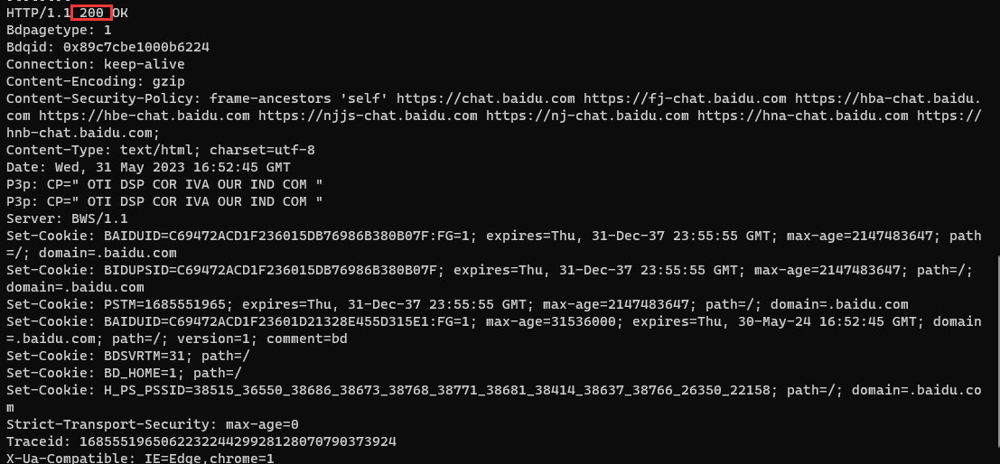 HTTP/1.1 200 OK
Bdpagetype: 1
Bdqid: 0x89c7cbe1000b6224
Connection: keep-alive
Content-Encoding: gzip
Content-Security-Policy: frame-ancestors 'self' https://chat.baidu.com https://fj-chat.baidu.com https://hba-chat.baidu.
com https://hbe-chat.baidu.com https://njjs-chat.baidu.com https://nj-chat.baidu.com https://hna-chat.baidu.com https://
hnb-chat.baidu.com;
Content-Type: text/html; charset=utf-8
Date: Wed, 31 May 2023 16:52:45 GMT
P3p: CP=" OTI DSP COR IVA OUR IND COM "
P3p: CP=" OTI DSP COR IVA OUR IND COM "
Server: BWS/1.1
Set-Cookie: BAIDUID=C69472ACD1F236015DB76986B380B07F:FG=1; expires=Thu, 31-Dec-37 23:55:55 GMT; max-age=2147483647; path
=/; domain=.baidu.com
Set-Cookie: BIDUPSID=C69472ACD1F236015DB76986B380B07F; expires=Thu, 31-Dec-37 23:55:55 GMT; max-age=2147483647; path=/;
domain=.baidu.com
Set-Cookie: PSTM=1685551965; expires=Thu, 31-Dec-37 23:55:55 GMT; max-age=2147483647; path=/; domain=.baidu.com
Set-Cookie: BAIDUID=C69472ACD1F23601D21328E455D315E1:FG=1; max-age=31536000; expires=Thu, 30-May-24 16:52:45 GMT; domain
=.baidu.com; path=/; version=1; comment=bd
Set-Cookie: BDSVRTM=31; path=/
Set-Cookie: BD_HOME=1; path=/
Set-Cookie: H_PS_PSSID=38515_36550_38686_38673_38768_38771_38681_38414_38637_38766_26350_22158; path=/; domain=.baidu.co
m
Strict-Transport-Security: max-age=0
Traceid: 1685551965062232244299281280707903739​24
X-Ua-Compatible: IE=Edge,chrome=1